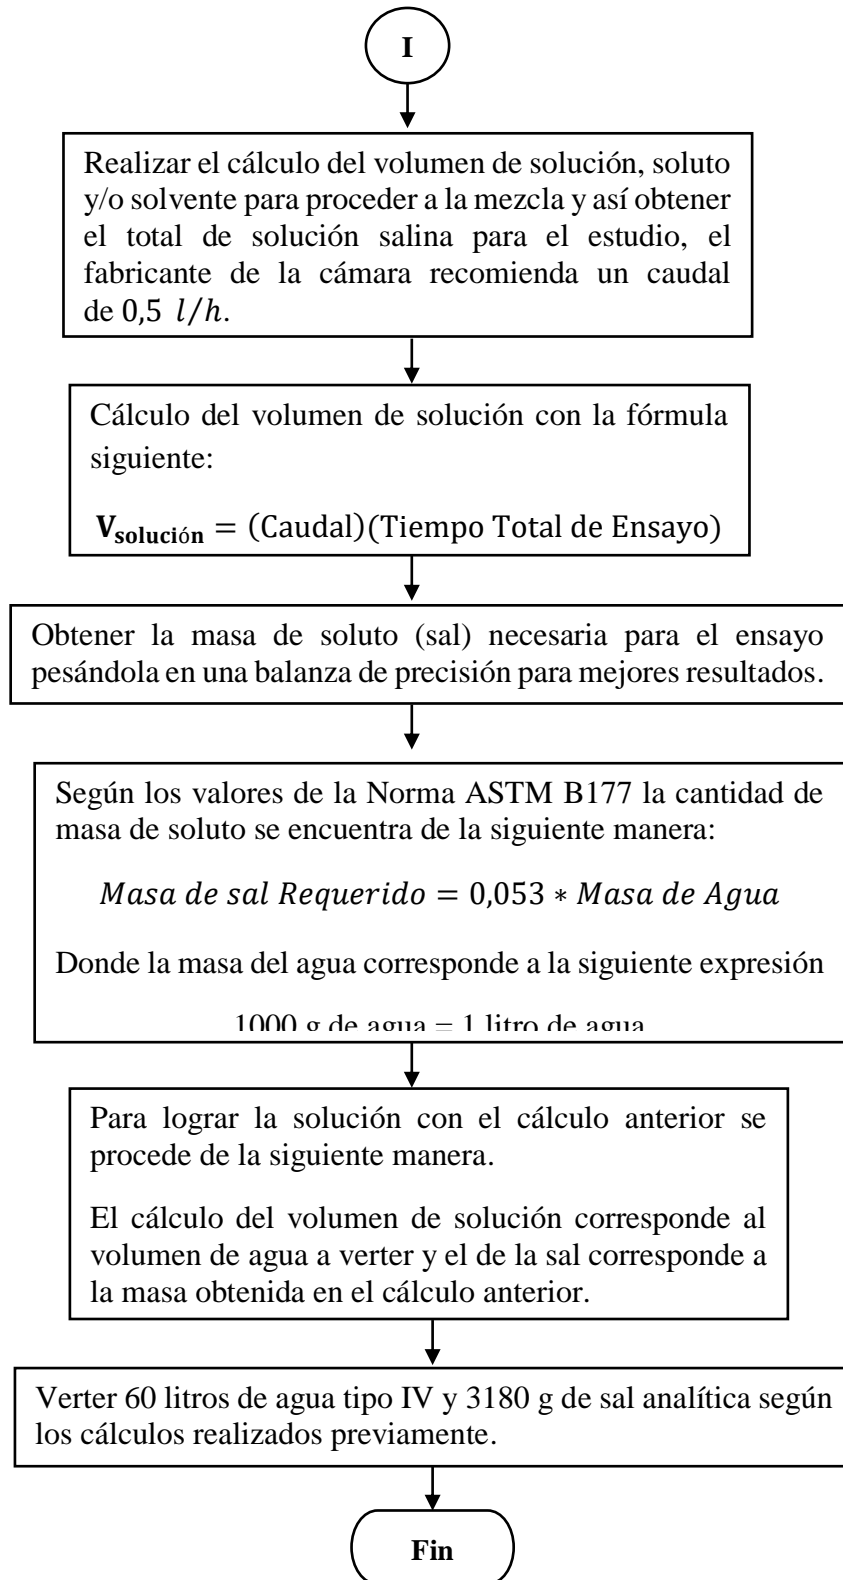 I
Realizar el cálculo del volumen de solución, soluto
y/o solvente para proceder a la mezcla y así obtener
el total de solución salina para el estudio, el
fabricante de la cámara recomienda un caudal
de 0,5 l/h.
Cálculo del volumen de solución con la fórmula
siguiente:
V_solución = (Caudal)(Tiempo Total de Ensayo)
Obtener la masa de soluto (sal) necesaria para el ensayo
pesándola en una balanza de precisión para mejores resultados.
Según los valores de la Norma ASTM B177 la cantidad de
masa de soluto se encuentra de la siguiente manera:
Masa de sal Requerido = 0,053 * Masa de Agua
Donde la masa del agua corresponde a la siguiente expresión
1000 g de agua = 1 litro de agua
Para lograr la solución con el cálculo anterior se
procede de la siguiente manera.
El cálculo del volumen de solución corresponde al
volumen de agua a verter y el de la sal corresponde a
la masa obtenida en el cálculo anterior.
Verter 60 litros de agua tipo IV y 3180 g de sal analítica según
los cálculos realizados previamente.
Fin